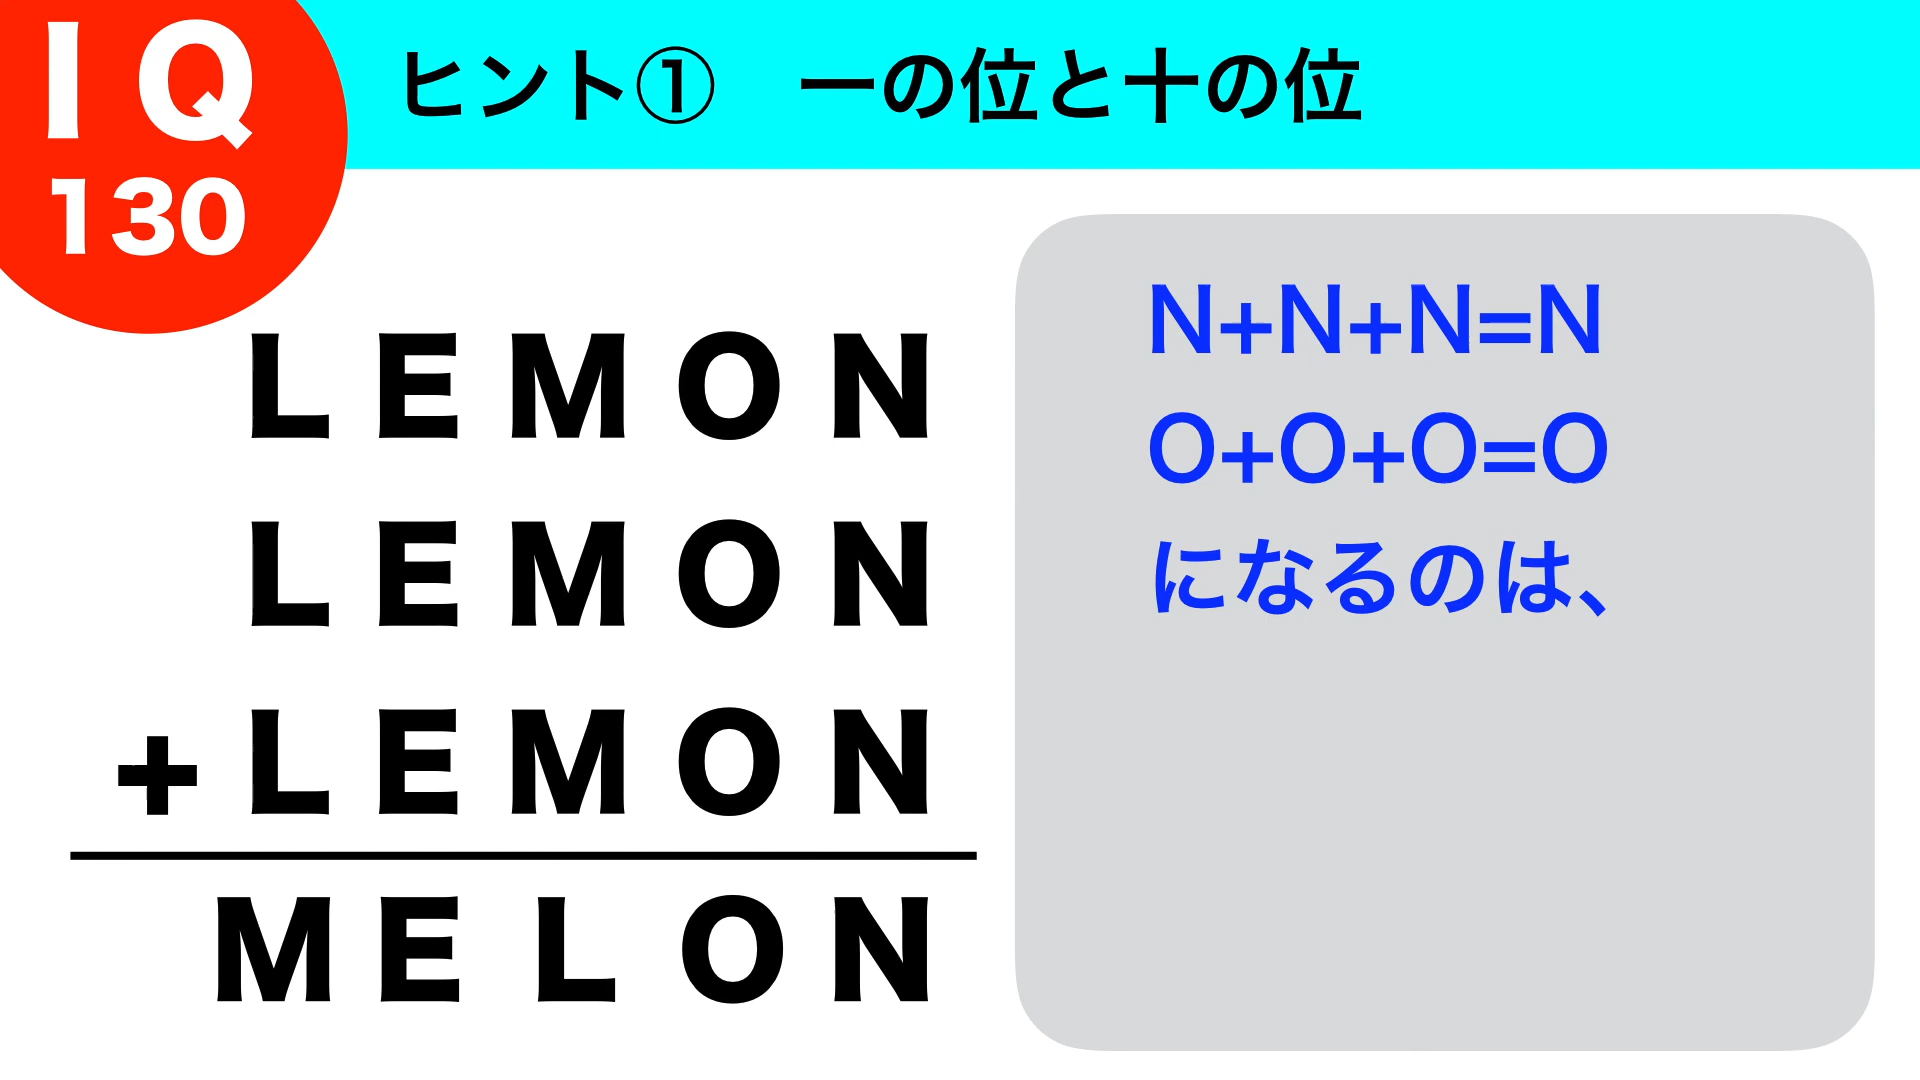 IQ
130
ヒント① 一の位と十の位
LEMON
LEMON
+LEMON
MELON
N+N+N=N
O+O+O=O
になるのは、